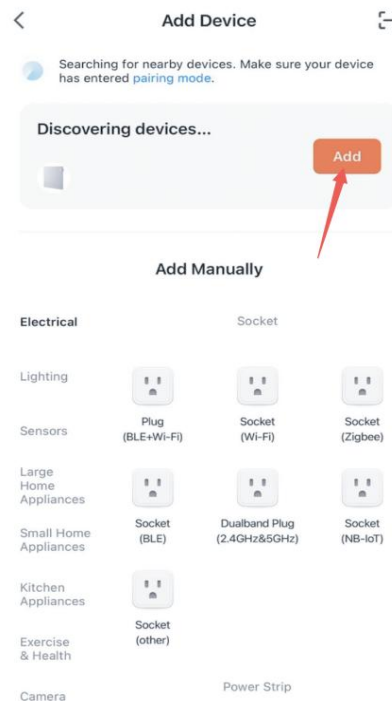 Add Device
Searching for nearby devices. Make sure your device
has entered pairing mode.
Discovering devices...
Add
Add Manually
Electrical
Socket
Lighting
Plug
(BLE+Wi-Fi)
Socket
(Wi-Fi)
Socket
(Zigbee)
Sensors
Large
Home
Appliances
Socket
(BLE)
Dualband Plug
(2.4GHz&5GHz)
Socket
(NB-IoT)
Small Home
Appliances
Kitchen
Appliances
Socket
(other)
Exercise
& Health
Power Strip
Camera